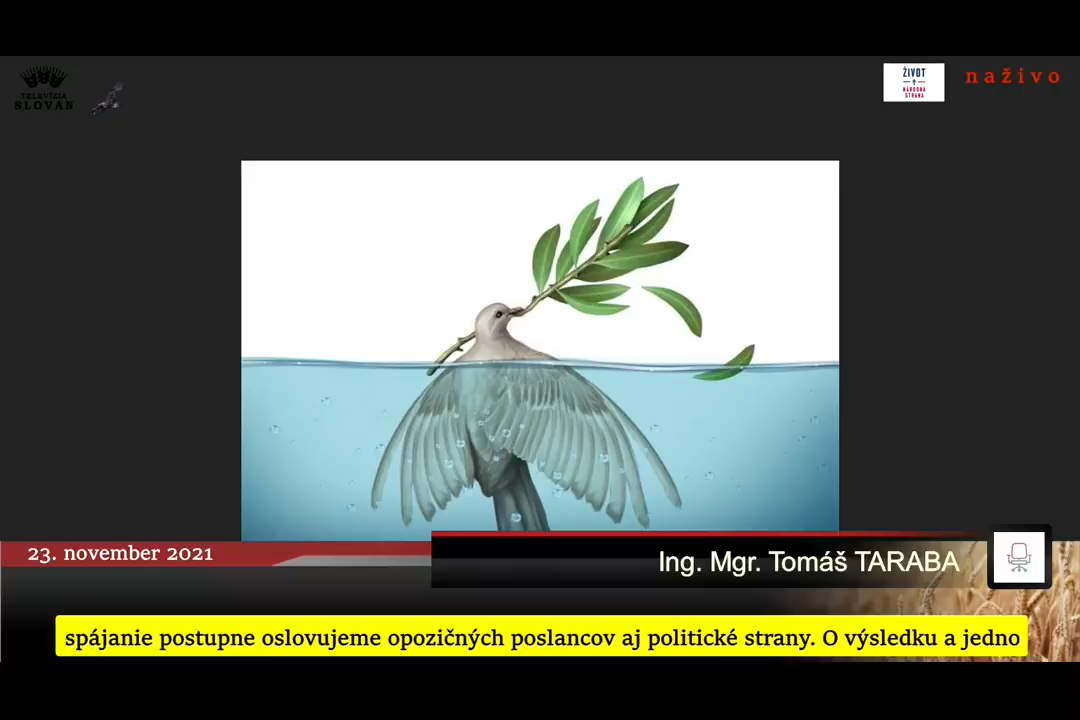 TELEVÍZIA
SLOVAN
ŽIVOT
NÁRODNÁ
STRANA
naživo
23. november 2021
Ing. Mgr. Tomáš TARABA
spájanie postupne oslovujeme opozičných poslancov aj politické strany. O výsledku a jedno